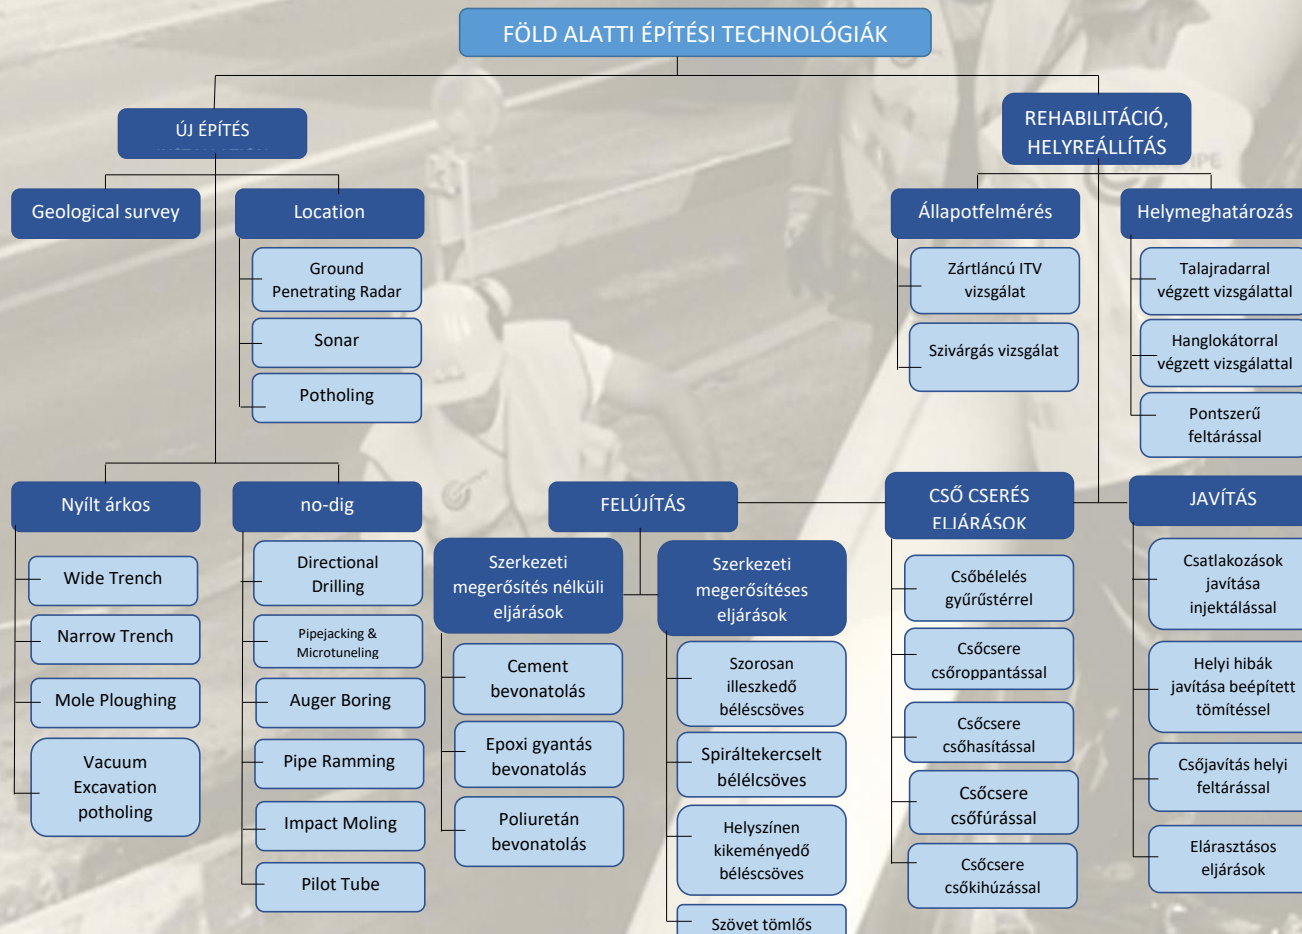 FÖLD ALATTI ÉPÍTÉSI TECHNOLÓGIÁK
ÚJ ÉPÍTÉS
REHABILITÁCIÓ,
HELYREÁLLÍTÁS
Geological survey
Location
Ground
Penetrating Radar
Sonar
Potholing
Állapotfelmérés
Zártláncú ITV
vizsgálat
Szivárgás vizsgálat
Helymeghatározás
Talajradarral
végzett vizsgálattal
Hanglokátorral
végzett vizsgálattal
Pontszerű
feltárással
Nyílt árkos
Wide Trench
Narrow Trench
Mole Ploughing
Vacuum
Excavation
potholing
no-dig
Directional
Drilling
Pipejacking &
Microtuneling
Auger Boring
Pipe Ramming
Impact Moling
Pilot Tube
FELÚJÍTÁS
Szerkezeti
megerősítés nélküli
eljárások
Cement
bevonatolás
Epoxi gyantás
bevonatolás
Poliuretán
bevonatolás
Szerkezeti
megerősítéses
eljárások
Szorosan
illeszkedő
béléscsöves
Spiráltekercselt
bélélcsöves
Helyszínen
kikeményedő
béléscsöves
Szövet tömlős
CSŐ CSERÉS
ELJÁRÁSOK
Csőbélelés
gyűrűstérrel
Csőcsere
csőroppantással
Csőcsere
csőhasítással
Csőcsere
csőfúrással
Csőcsere
csőkihúzással
JAVÍTÁS
Csatlakozások
javítása
injektálással
Helyi hibák
javítása beépített
tömítéssel
Csőjavítás helyi
feltárással
Elárasztásos
eljárások